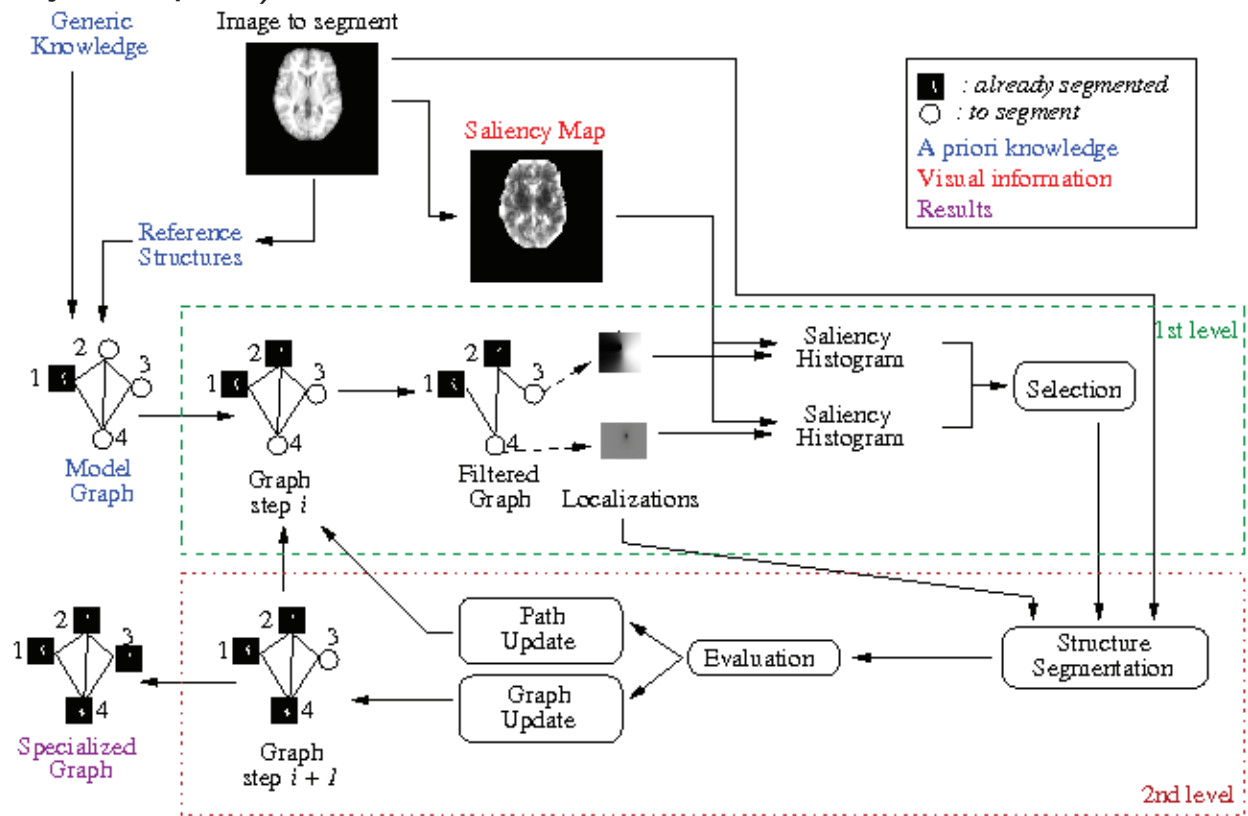 Generic
Knowledge
Image to segment
: already segmented
: to segment
A priori knowledge
Visual information
Results
Saliency Map
Reference
Structures
1st level
2
3
1
4
Model
Graph
2
3
1
4
Graph
step i
2
3
1
4
Filtered
Graph
Localizations
Saliency
Histogram
Saliency
Histogram
Selection
2
3
1
4
Specialized
Graph
2
3
1
4
Graph
step i + 1
Path
Update
Graph
Update
Evaluation
Structure
Segmentation
2nd level